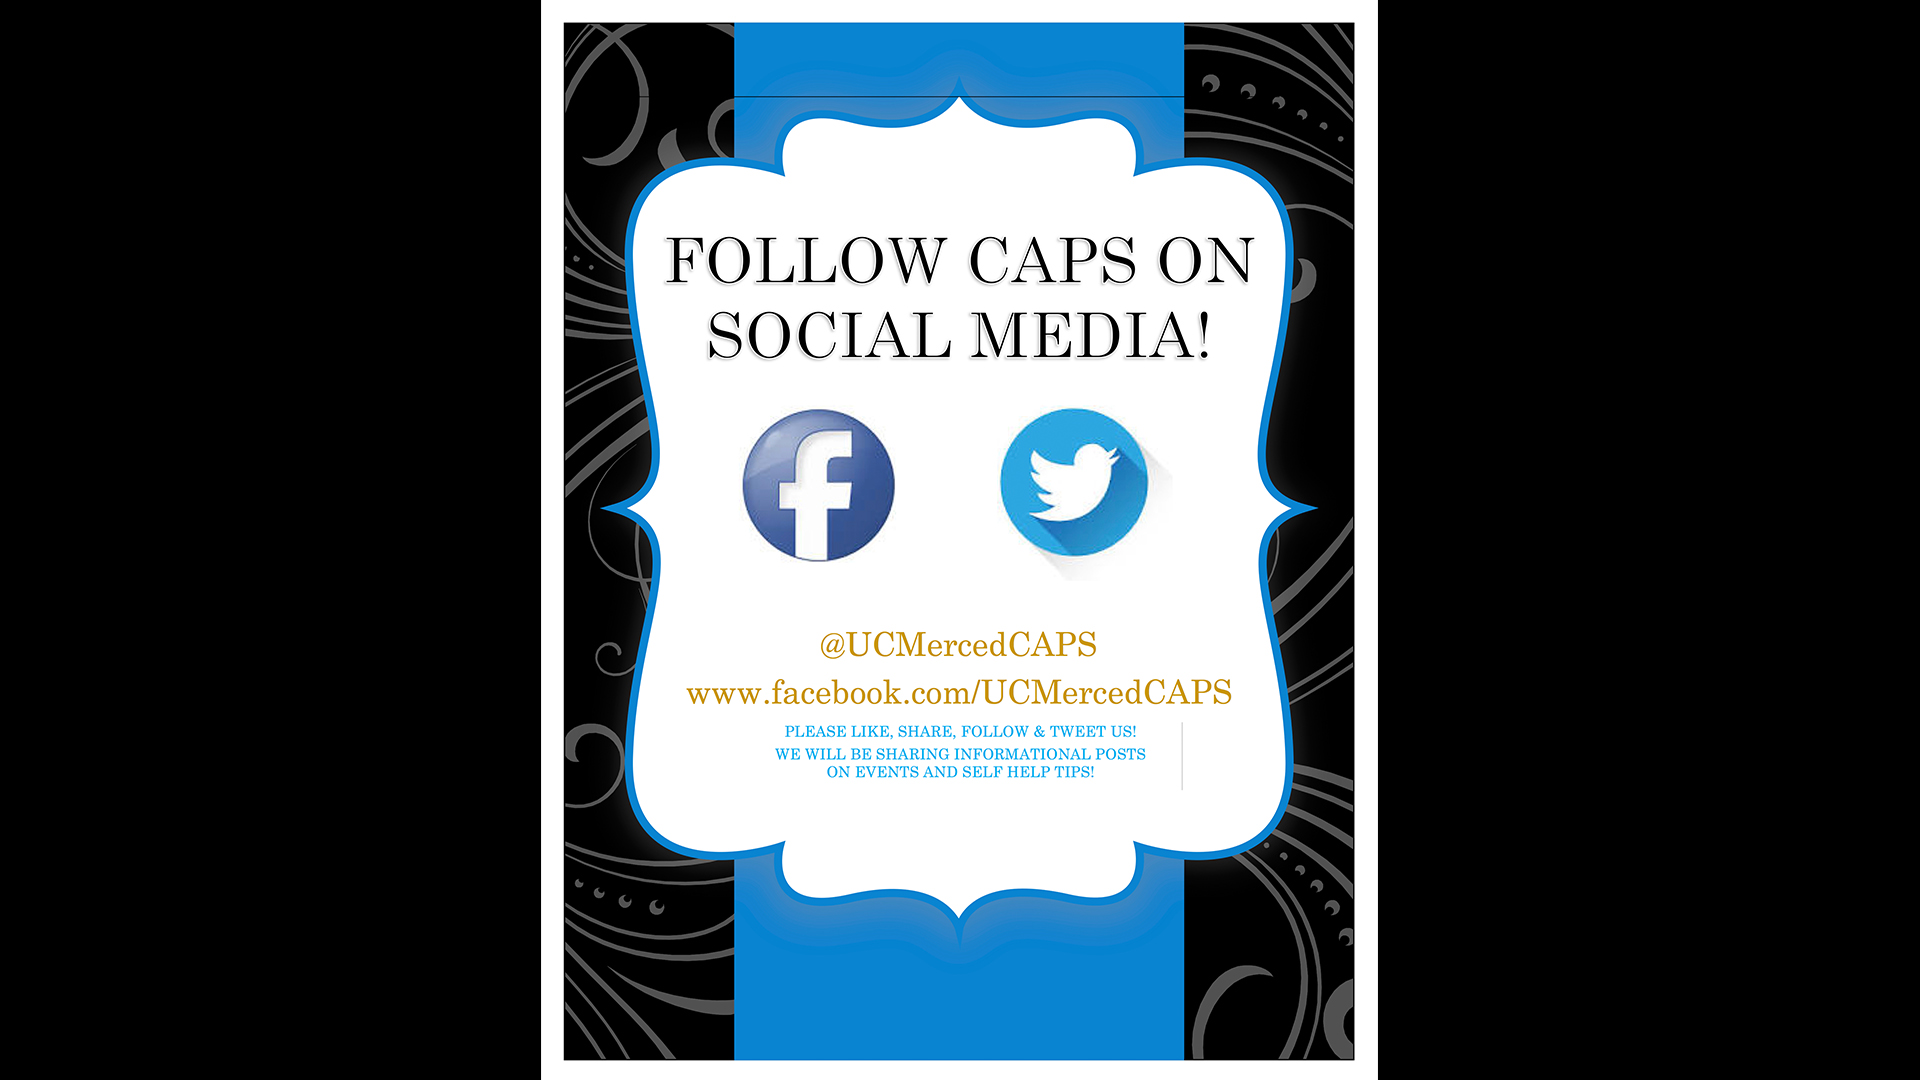 FOLLOW CAPS ON
SOCIAL MEDIA!
@UCMercedCAPS
www.facebook.com/UCMercedCAPS
PLEASE LIKE, SHARE, FOLLOW & TWEET US!
WE WILL BE SHARING INFORMATIONAL POSTS
ON EVENTS AND SELF HELP TIPS!